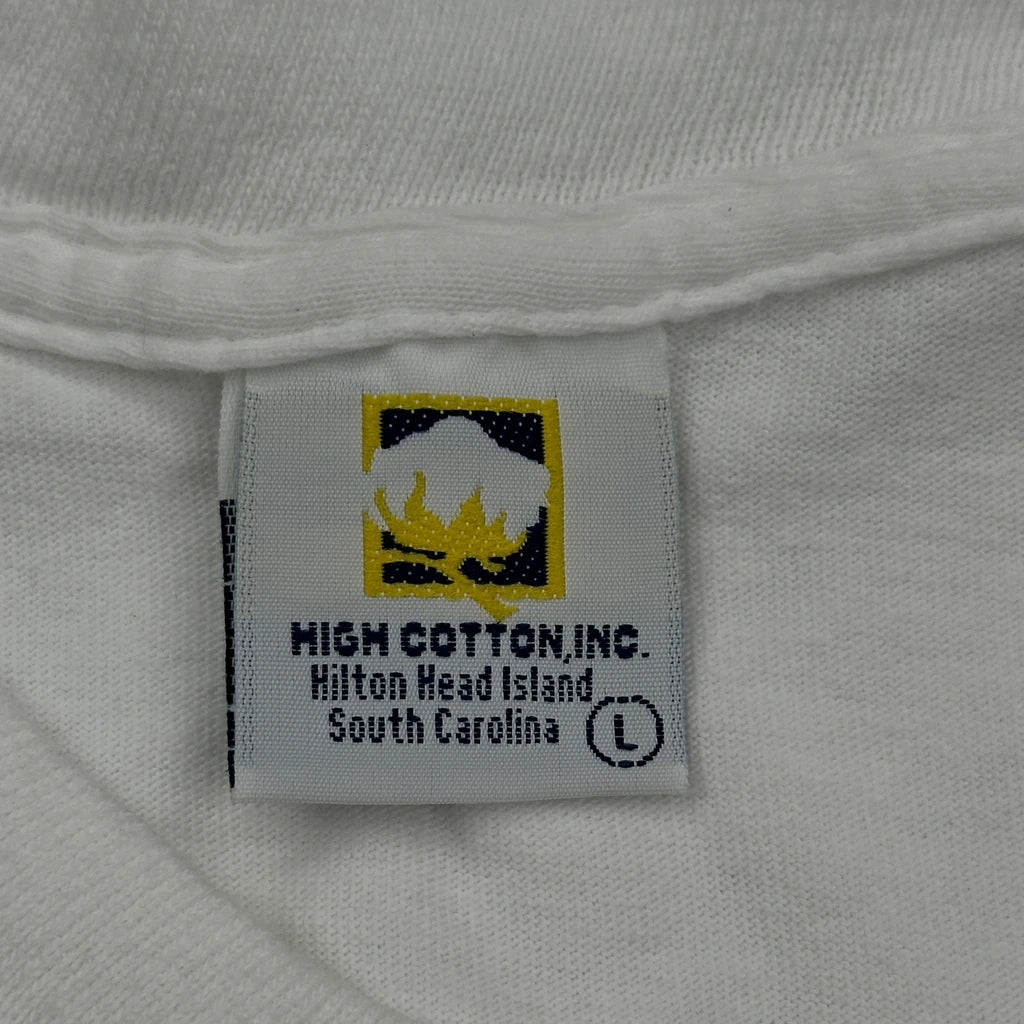 HIGH COTTON, INC.
Hilton Head Island
South Carolina
L